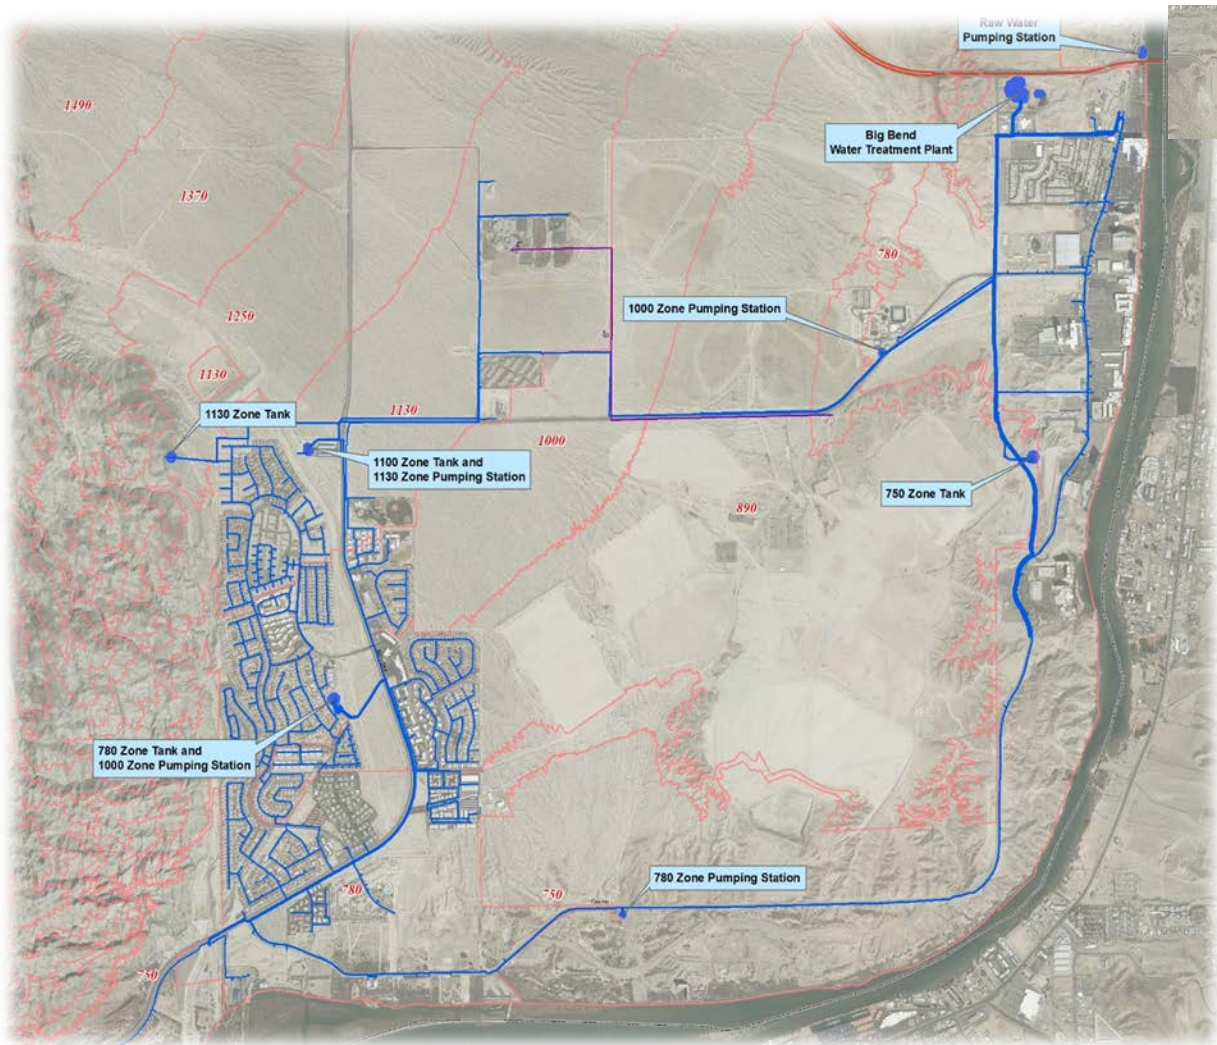 Raw Water
Pumping Station
1490
Big Bend
Water Treatment Plant
1370
780
1000 Zone Pumping Station
1250
1130
1130 Zone Tank
1130
1000
1100 Zone Tank and
1130 Zone Pumping Station
750 Zone Tank
890
780 Zone Tank and
1000 Zone Pumping Station
780 Zone Pumping Station
780
750
750